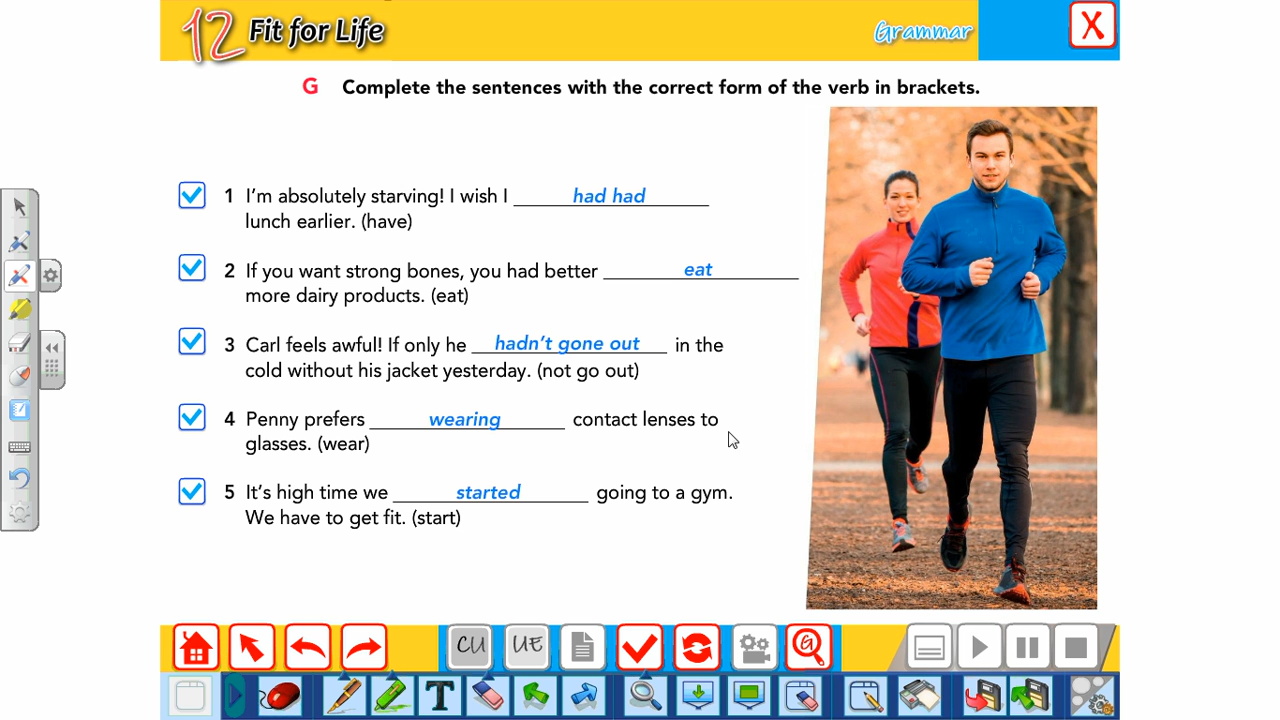 12 Fit for Life
Grammar
X
G Complete the sentences with the correct form of the verb in brackets.
1 I'm absolutely starving! I wish I had had
lunch earlier. (have)
2 If you want strong bones, you had better eat
more dairy products. (eat)
3 Carl feels awful! If only he hadn't gone out in the
cold without his jacket yesterday. (not go out)
4 Penny prefers wearing contact lenses to
glasses. (wear)
5 It's high time we started going to a gym.
We have to get fit. (start)
CU UE G
T